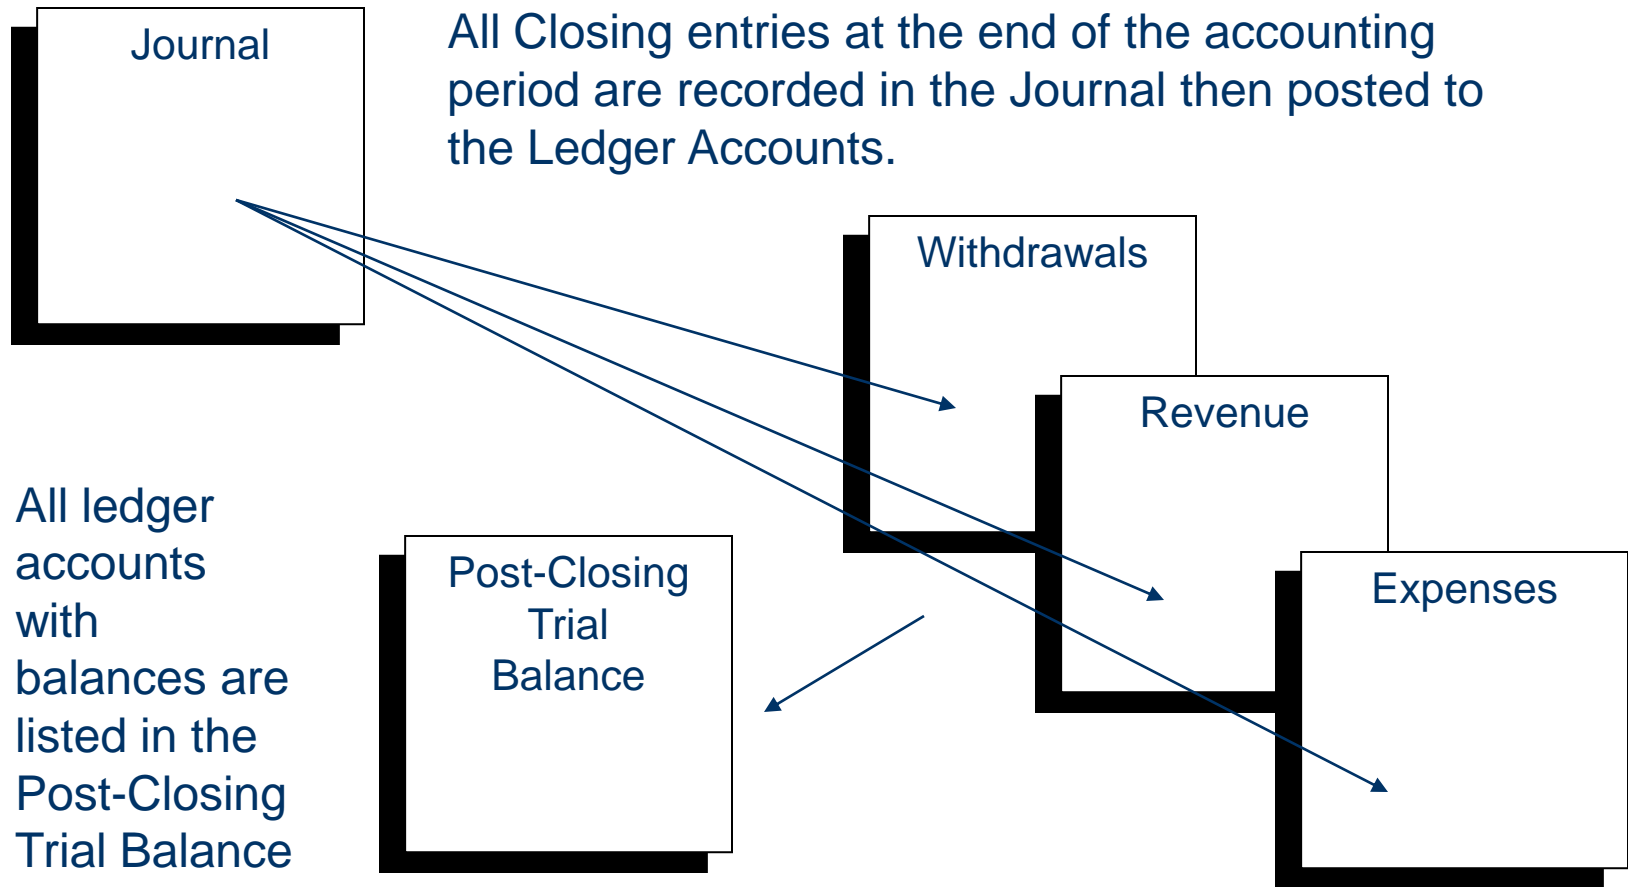 Journal
All Closing entries at the end of the accounting
period are recorded in the Journal then posted to
the Ledger Accounts.
Withdrawals
Revenue
Expenses
All ledger
accounts
with
balances are
listed in the
Post-Closing
Trial Balance
Post-Closing
Trial
Balance